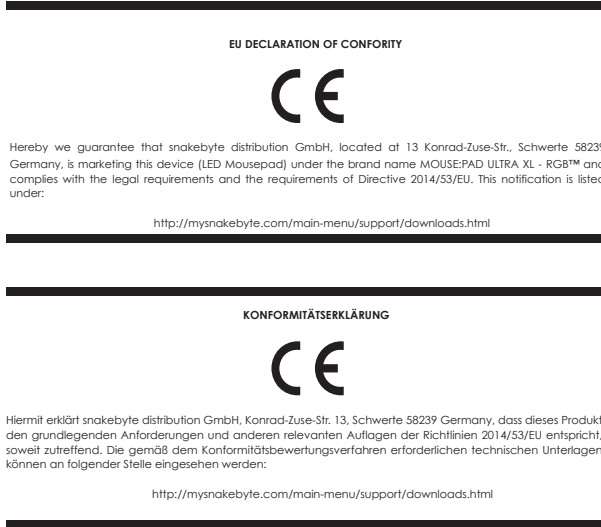 EU DECLARATION OF CONFORITY
CE
Hereby we guarantee that snakebyte distribution GmbH, located at 13 Konrad-Zuse-Str., Schwerte 58239
Germany, is marketing this device (LED Mousepad) under the brand name MOUSE:PAD ULTRA XL - RGB™ and
complies with the legal requirements and the requirements of Directive 2014/53/EU. This notification is listed
under:
http://mysnakebyte.com/main-menu/support/downloads.html
KONFORMITÄTSERKLÄRUNG
CE
Hiermit erklärt snakebyte distribution GmbH, Konrad-Zuse-Str. 13, Schwerte 58239 Germany, dass dieses Produkt
den grundlegenden Anforderungen und anderen relevanten Auflagen der Richtlinien 2014/53/EU entspricht,
soweit zutreffend. Die gemäß dem Konformitätsbewertungsverfahren erforderlichen technischen Unterlagen
können an folgender Stelle eingesehen werden:
http://mysnakebyte.com/main-menu/support/downloads.html